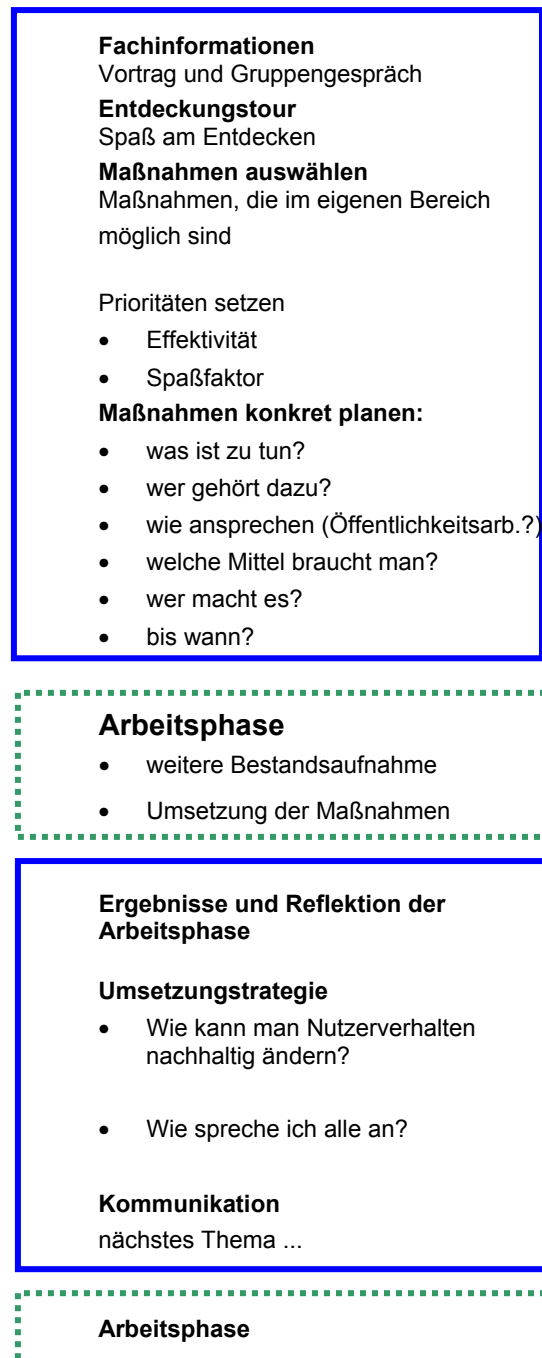 Fachinformationen
Vortrag und Gruppengespräch
Entdeckungstour
Spaß am Entdecken
Maßnahmen auswählen
Maßnahmen, die im eigenen Bereich
möglich sind
Prioritäten setzen
• Effektivität
• Spaßfaktor
Maßnahmen konkret planen:
• was ist zu tun?
• wer gehört dazu?
• wie ansprechen (Öffentlichkeitsarb.?)
• welche Mittel braucht man?
• wer macht es?
• bis wann?
Arbeitsphase
• weitere Bestandsaufnahme
• Umsetzung der Maßnahmen
Ergebnisse und Reflektion der
Arbeitsphase
Umsetzungstrategie
• Wie kann man Nutzerverhalten
nachhaltig ändern?
• Wie spreche ich alle an?
Kommunikation
nächstes Thema ...
Arbeitsphase